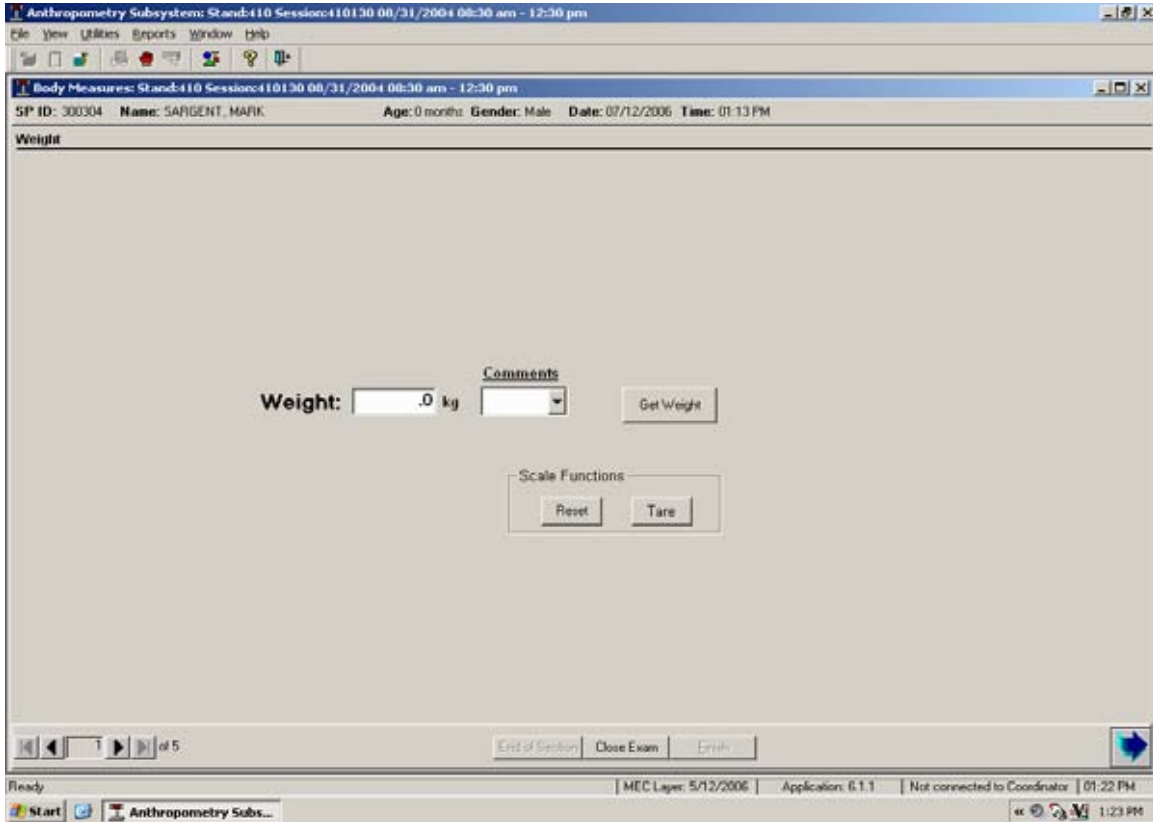 Anthropometry Subsystem: Stand:410 Session:410130 08/31/2004 08:30 am - 12:30 pm
File View Utilities Reports Window Help
Body Measures: Stand:410 Session:410130 08/31/2004 08:30 am - 12:30 pm
SP ID: 300304 Name: SARGENT, MARK Age: 0 months Gender: Male Date: 07/12/2006 Time: 01:13 PM
Weight
Comments
Weight: .0 kg Get Weight
Scale Functions
Reset Tare
1 of 5 End of Section Close Exam Finish
Ready MEC Layer: 5/12/2006 Application: 6.1.1 Not connected to Coordinator 01:22 PM
Start Anthropometry Subs... 1:23 PM